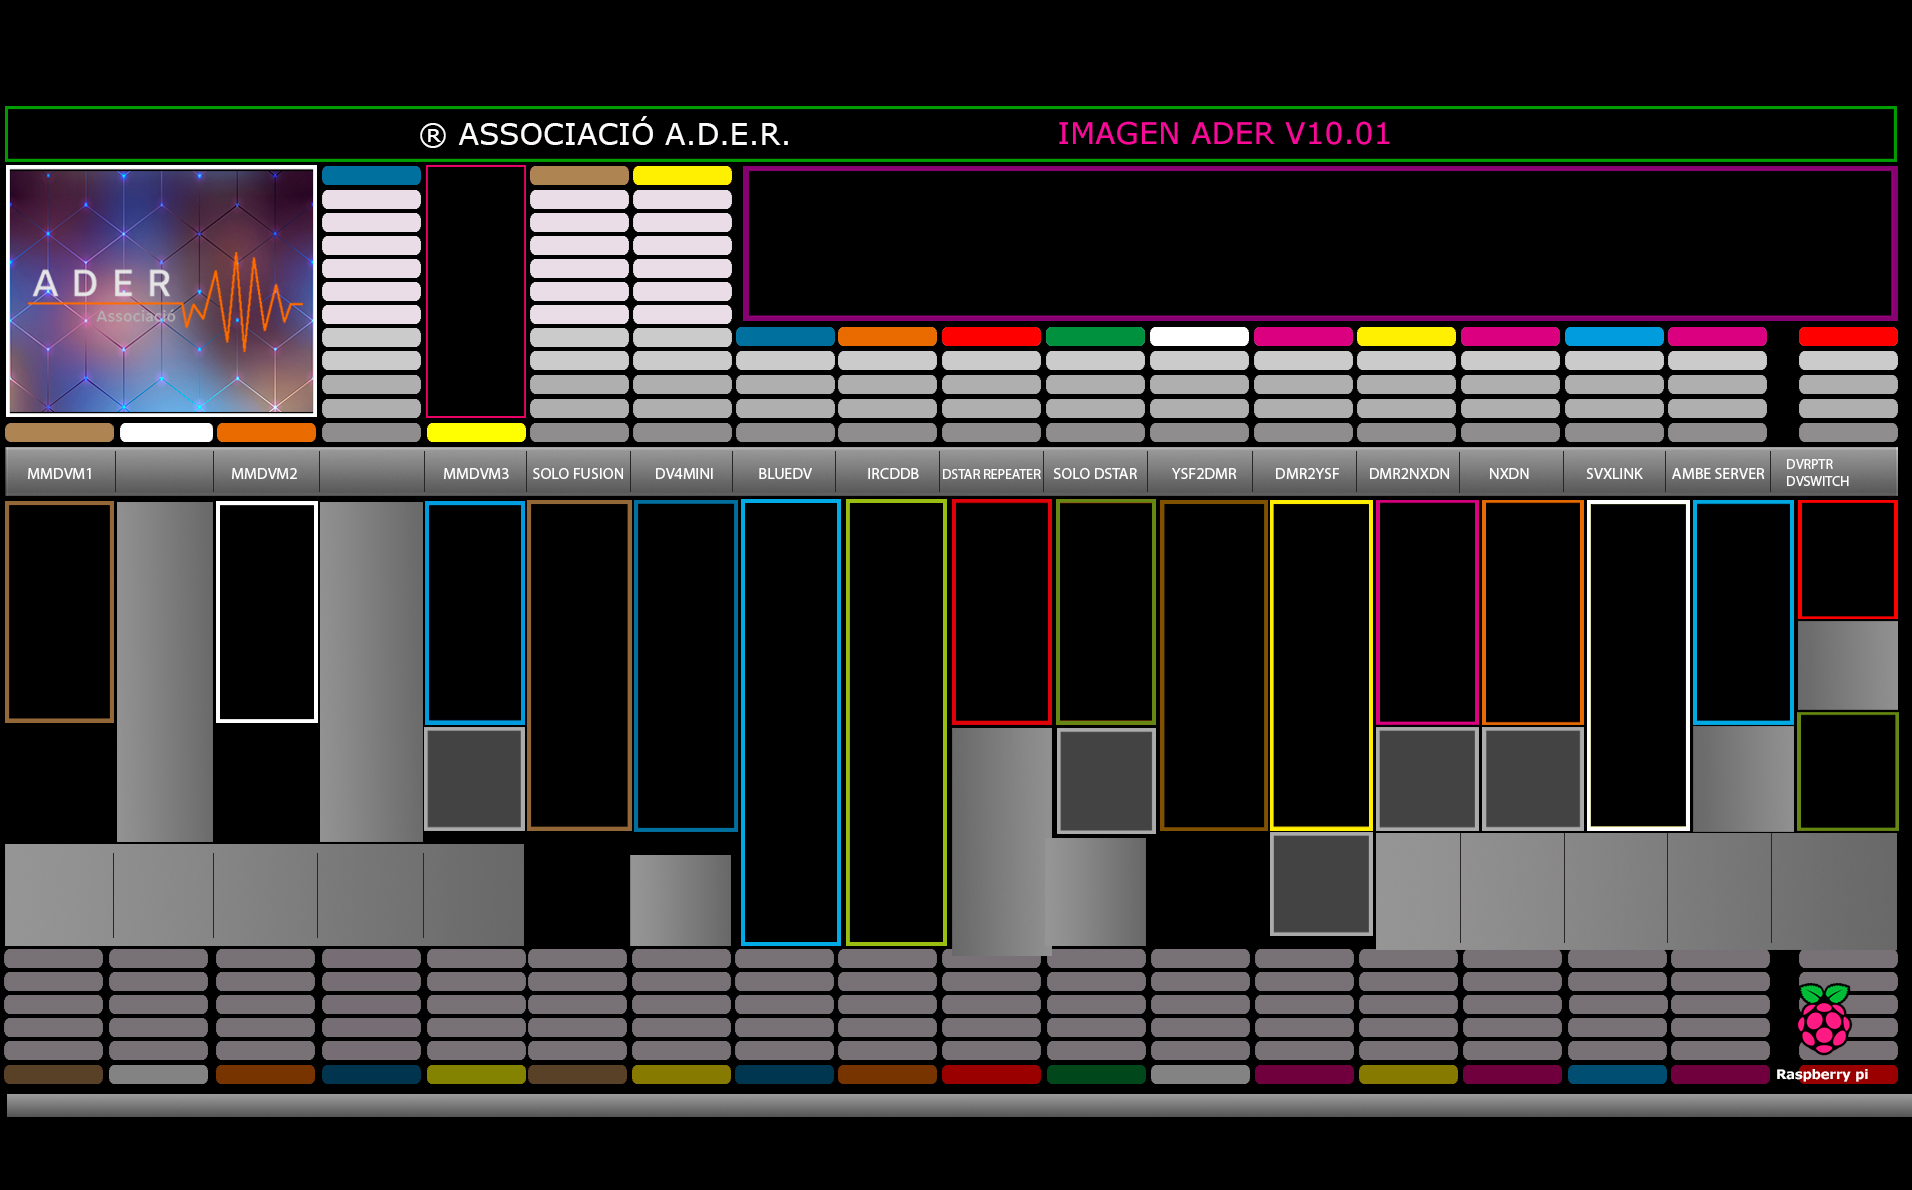 ® ASSOCIACIÓ A.D.E.R.
IMAGEN ADER V10.01
ADER
Associació
MMDVM1
MMDVM2
MMDVM3
SOLO FUSION
DV4MINI
BLUEDV
IRCDDB
DSTAR REPEATER
SOLO DSTAR
YSF2DMR
DMR2YSF
DMR2NXDN
NXDN
SVXLINK
AMBE SERVER
DVRPTR
DVSWITCH
Raspberry pi